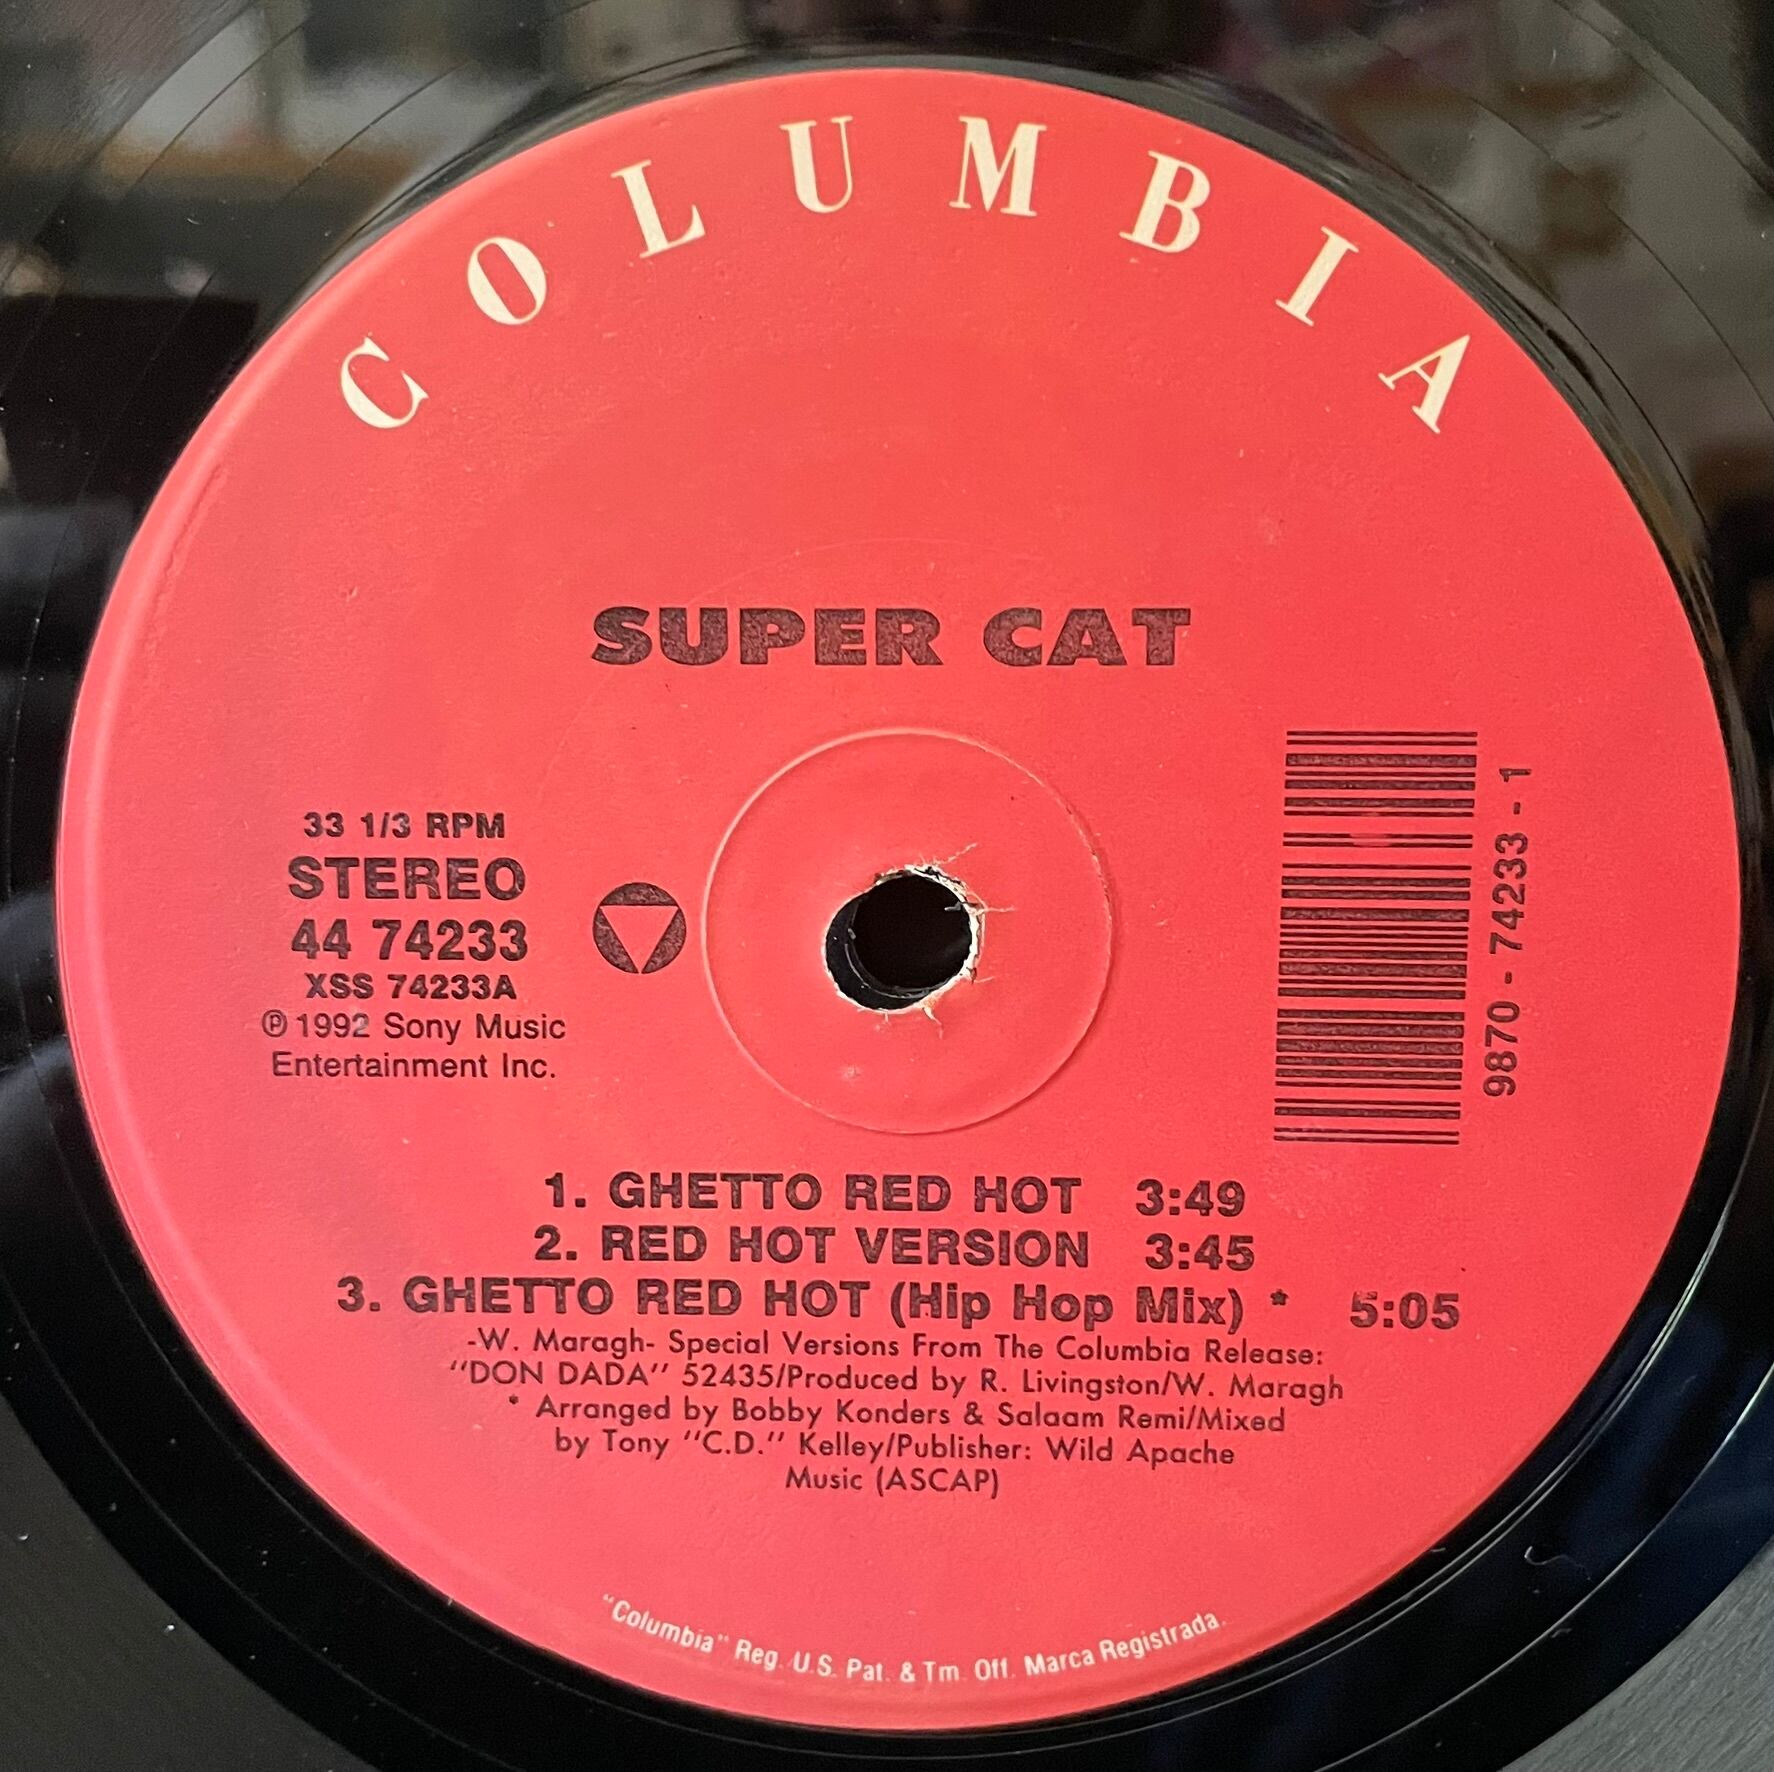 COLUMBIA
SUPER CAT
33 1/3 RPM
STEREO
44 74233
XSS 74233A
℗ 1992 Sony Music
Entertainment Inc.
9870 - 74233 - 1
1. GHETTO RED HOT 3:49
2. RED HOT VERSION 3:45
3. GHETTO RED HOT (Hip Hop Mix) * 5:05
-W. Maragh- Special Versions From The Columbia Release:
"DON DADA" 52435/Produced by R. Livingston/W. Maragh
* Arranged by Bobby Konders & Salaam Remi/Mixed
by Tony "C.D." Kelley/Publisher: Wild Apache
Music (ASCAP)
"Columbia" Reg. U.S. Pat. & Tm. Off. Marca Registrada.